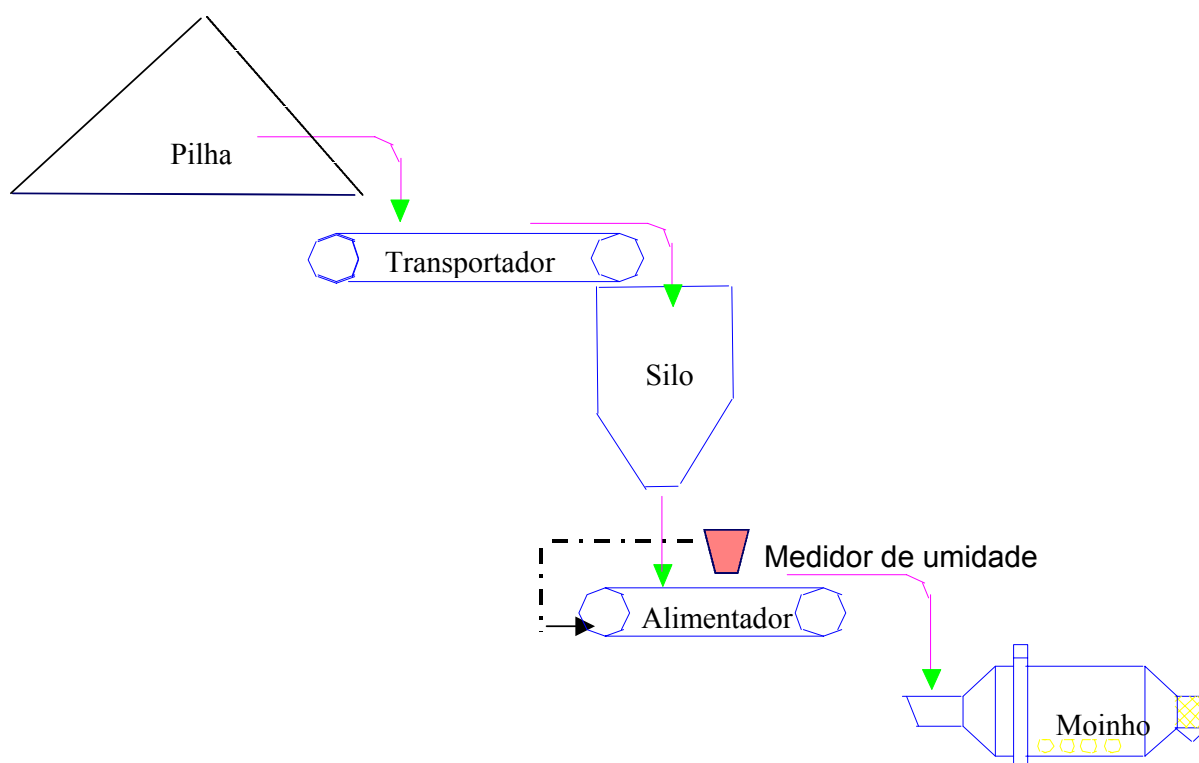 Pilha
Transportador
Silo
Medidor de umidade
Alimentador
Moinho